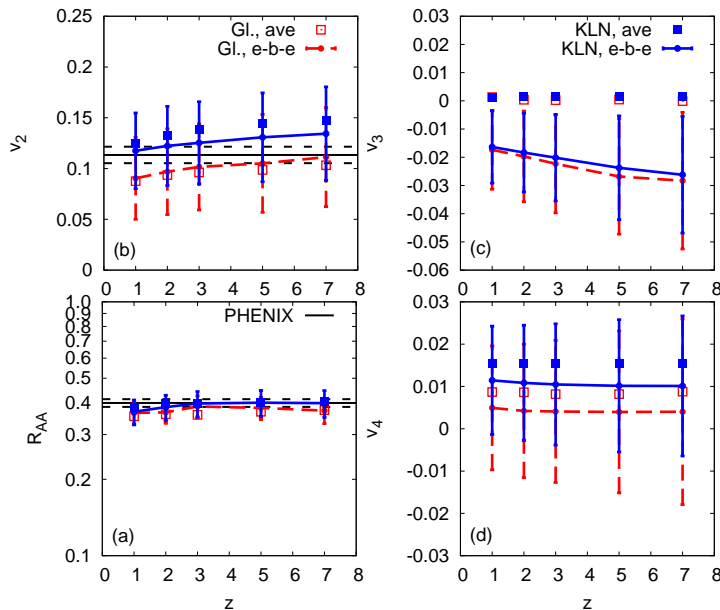 Gl., ave
Gl., e-b-e
0.25
0.2
0.15
0.1
0.05
0
v2
(b)
0 1 2 3 4 5 6 7 8
KLN, ave
KLN, e-b-e
0.03
0.02
0.01
0
-0.01
-0.02
-0.03
-0.04
-0.05
-0.06
v3
(c)
0 1 2 3 4 5 6 7 8
PHENIX
1.0
0.9
0.8
0.7
0.6
0.5
0.4
0.3
0.2
0.1
RAA
(a)
0 1 2 3 4 5 6 7 8
z
0.03
0.02
0.01
0
-0.01
-0.02
-0.03
v4
(d)
0 1 2 3 4 5 6 7 8
z